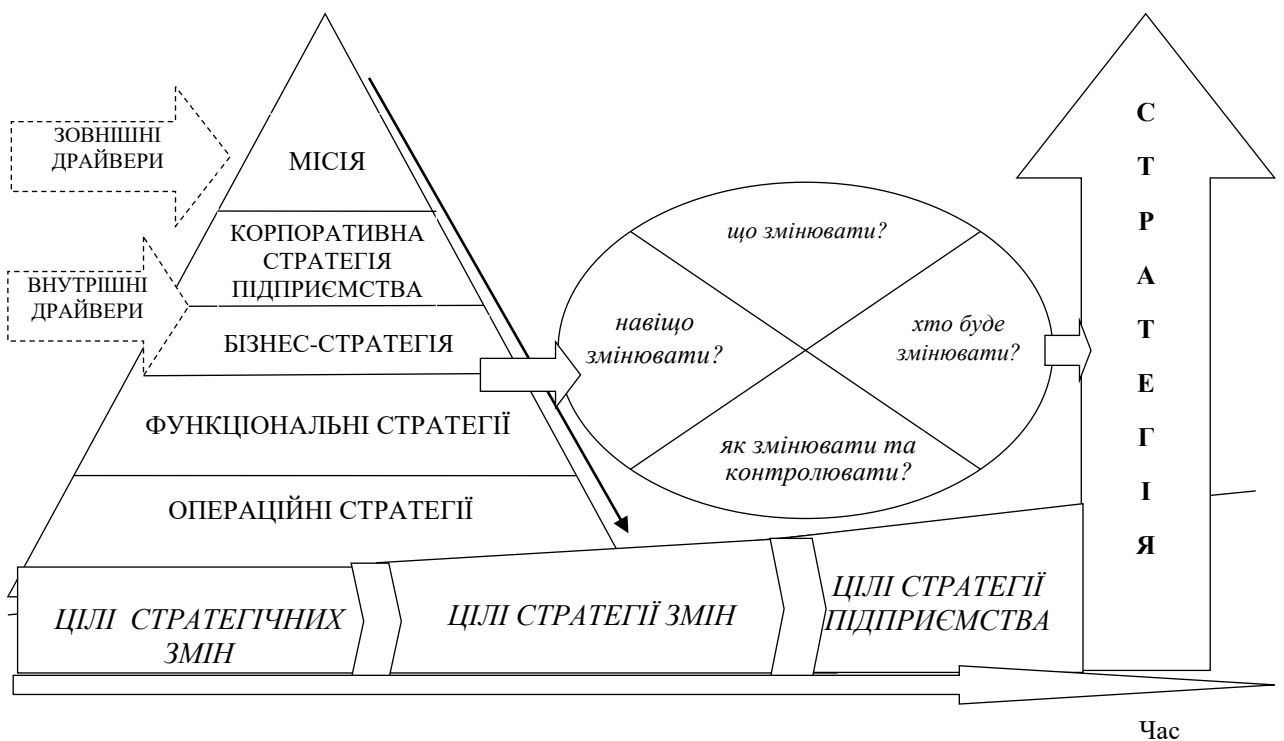 ЗОВНІШНІ
ДРАЙВЕРИ
МІСІЯ
КОРПОРАТИВНА
СТРАТЕГІЯ
ПІДПРИЄМСТВА
ВНУТРІШНІ
ДРАЙВЕРИ
БІЗНЕС-СТРАТЕГІЯ
ФУНКЦІОНАЛЬНІ СТРАТЕГІЇ
ОПЕРАЦІЙНІ СТРАТЕГІЇ
що змінювати?
навіщо
змінювати?
хто буде
змінювати?
як змінювати та
контролювати?
С
Т
Р
А
Т
Е
Г
І
Я
ЦІЛІ СТРАТЕГІЧНИХ
ЗМІН
ЦІЛІ СТРАТЕГІЇ ЗМІН
ЦІЛІ СТРАТЕГІЇ
ПІДПРИЄМСТВА
Час